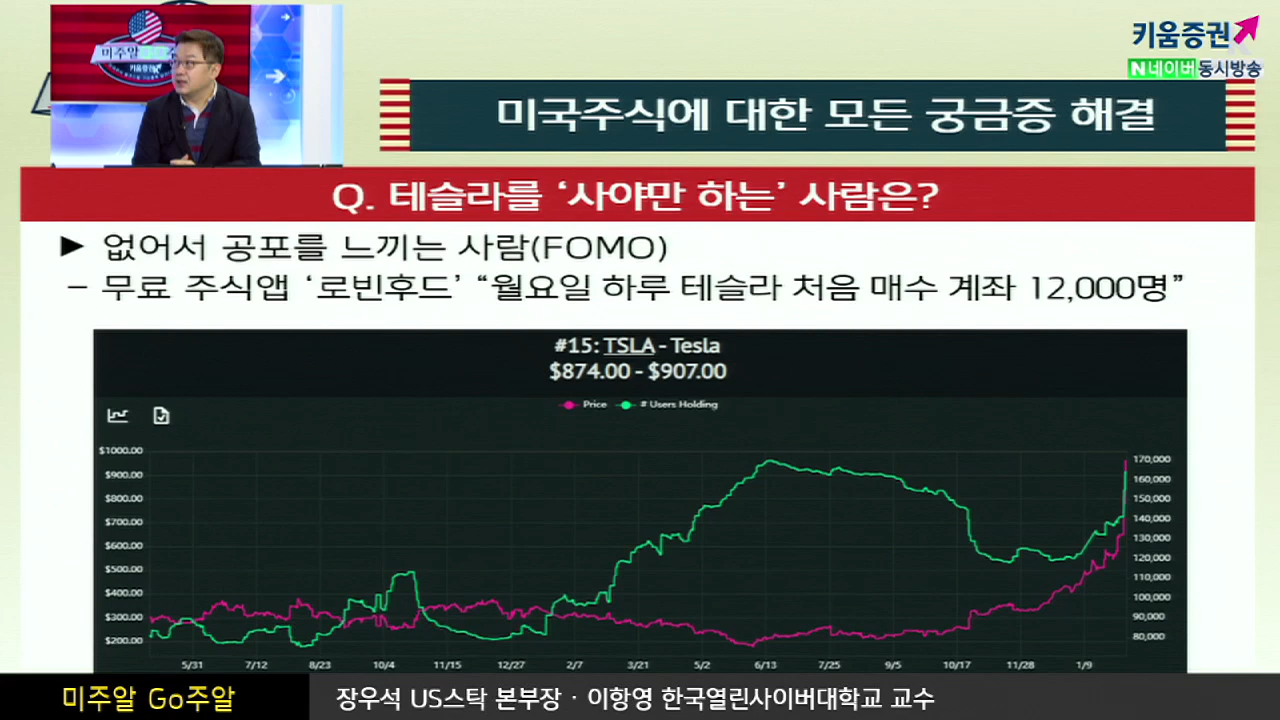 미주알
키움증권
키움증권
N 네이버 동시방송
미국주식에 대한 모든 궁금증 해결
Q. 테슬라를 ‘사야만 하는’ 사람은?
▶ 없어서 공포를 느끼는 사람(FOMO)
– 무료 주식앱 ‘로빈후드’ “월요일 하루 테슬라 처음 매수 계좌 12,000명”
#15: TSLA - Tesla
$874.00 - $907.00
Price # Users Holding
$1000.00
$900.00
$800.00
$700.00
$600.00
$500.00
$400.00
$300.00
$200.00
170,000
160,000
150,000
140,000
130,000
120,000
110,000
100,000
90,000
80,000
5/31 7/12 8/23 10/4 11/15 12/27 2/7 3/21 5/2 6/13 7/25 9/5 10/17 11/28 1/9
미주알 Go주알
장우석 US스탁 본부장 · 이항영 한국열린사이버대학교 교수